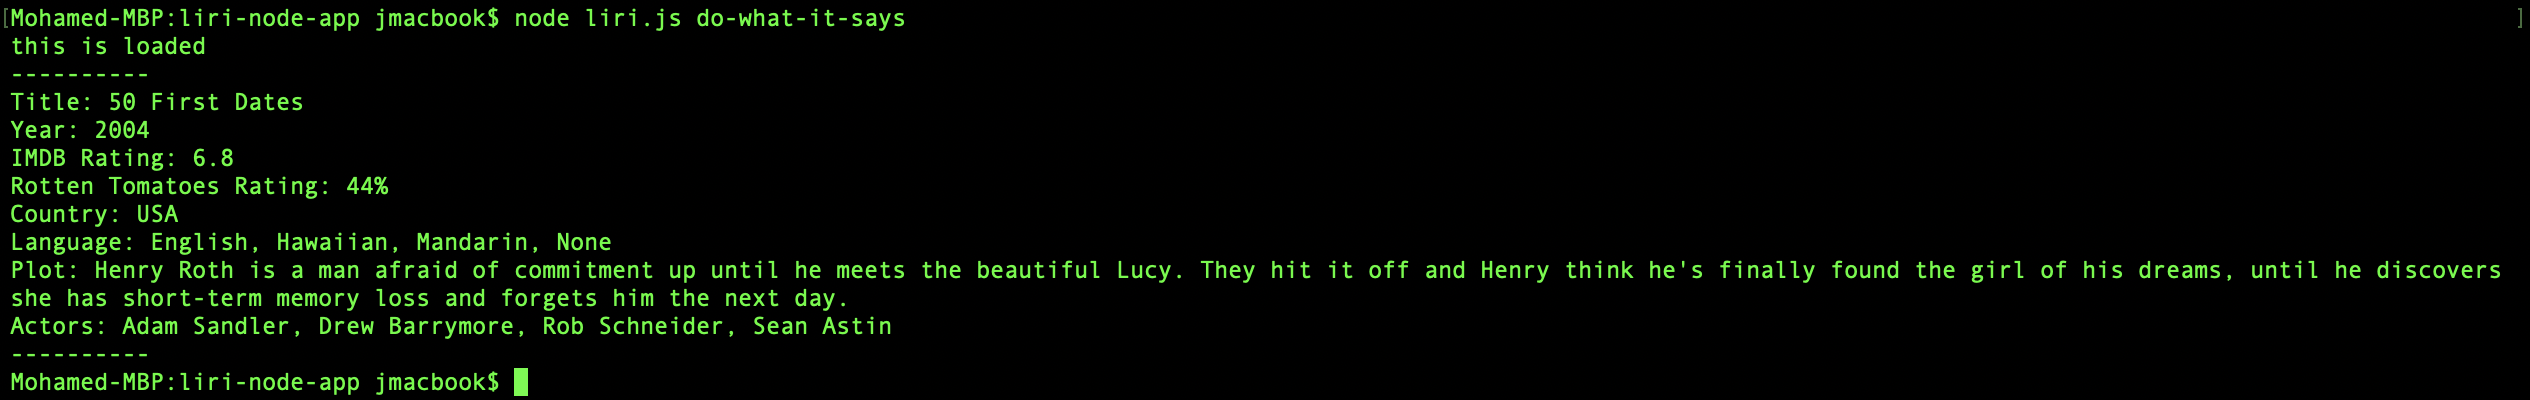 [Mohamed-MBP:liri-node-app jmacbook$ node liri.js do-what-it-says ]
this is loaded
----------
Title: 50 First Dates
Year: 2004
IMDB Rating: 6.8
Rotten Tomatoes Rating: 44%
Country: USA
Language: English, Hawaiian, Mandarin, None
Plot: Henry Roth is a man afraid of commitment up until he meets the beautiful Lucy. They hit it off and Henry think he's finally found the girl of his dreams, until he discovers
she has short-term memory loss and forgets him the next day.
Actors: Adam Sandler, Drew Barrymore, Rob Schneider, Sean Astin
----------
Mohamed-MBP:liri-node-app jmacbook$